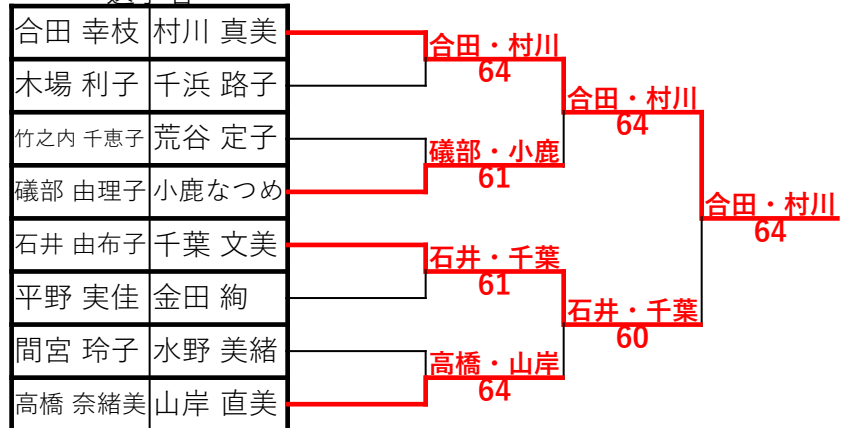 合田 幸枝 村川 真美
木場 利子 千浜 路子
竹之内 千恵子 荒谷 定子
礒部 由理子 小鹿なつめ
石井 由布子 千葉 文美
平野 実佳 金田 絢
間宮 玲子 水野 美緒
高橋 奈緒美 山岸 直美
合田・村川
64
礒部・小鹿
61
石井・千葉
61
高橋・山岸
64
合田・村川
64
石井・千葉
60
合田・村川
64